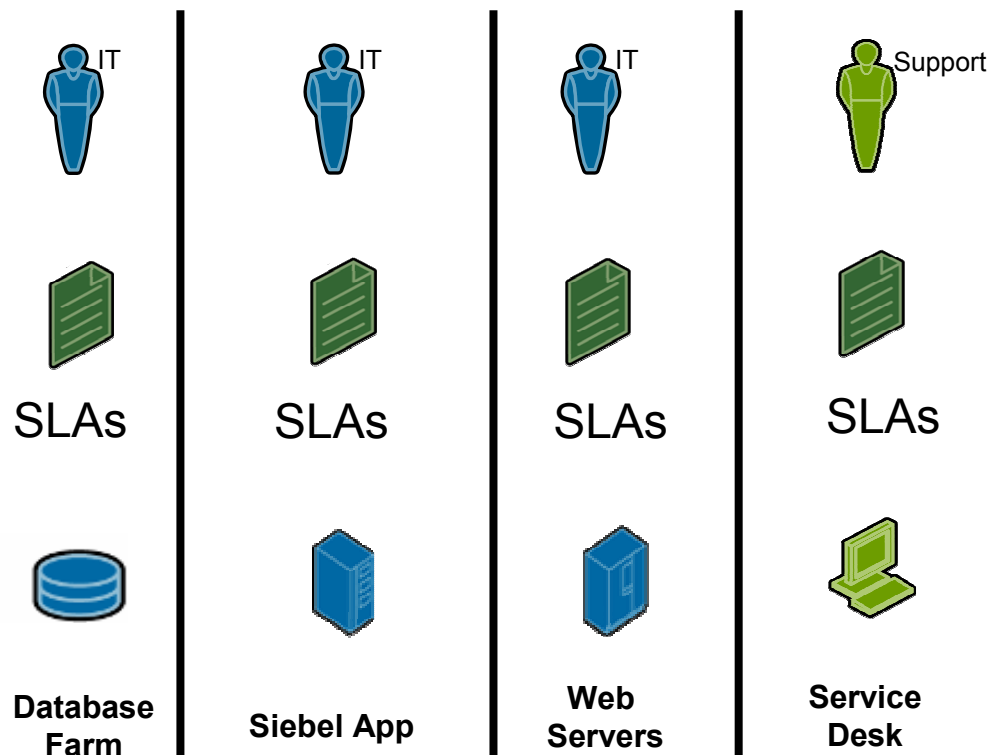 IT
IT
IT
Support
SLAs
SLAs
SLAs
SLAs
Database
Farm
Siebel App
Web
Servers
Service
Desk